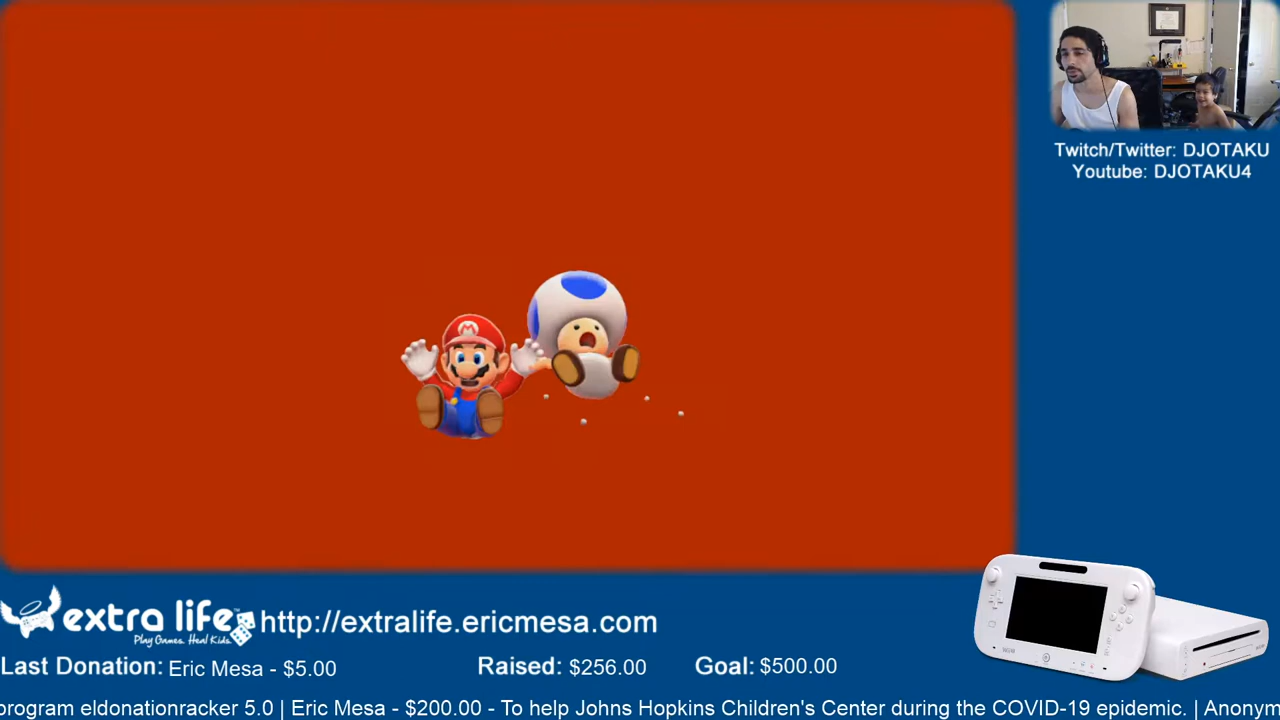 Twitch/Twitter: DJOTAKU
Youtube: DJOTAKU4
M
extra life
Play Games. Heal Kids.
http://extralife.ericmesa.com
Last Donation: Eric Mesa - $5.00 Raised: $256.00 Goal: $500.00
program eldonationracker 5.0 | Eric Mesa - $200.00 - To help Johns Hopkins Children's Center during the COVID-19 epidemic. | Anonym